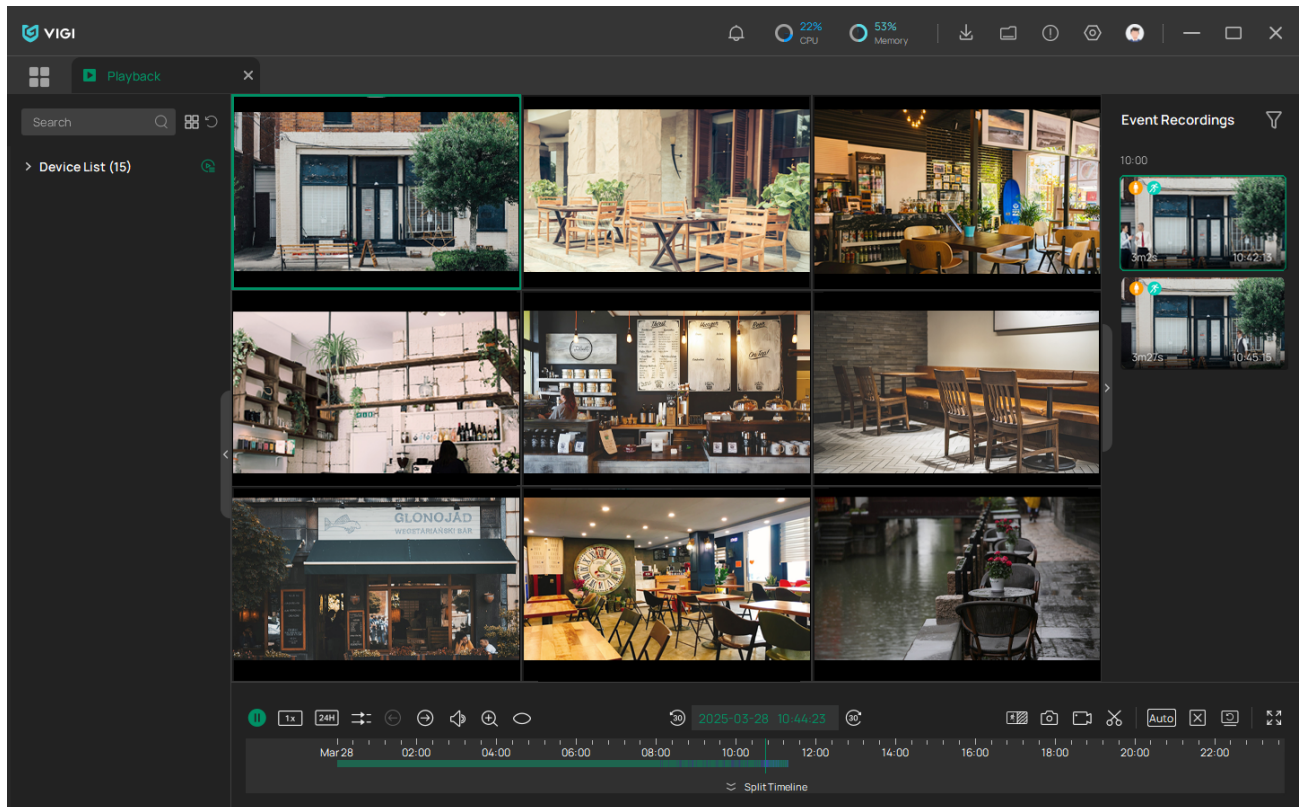 VIGI
22%
CPU
53%
Memory
Playback
Search
Device List (15)
Event Recordings
10:00
3m2s
10:42:13
3m27s
10:45:15
GLONOJÁD
WEGETARIAŃSKI BAR
1x
24H
30
2025-03-28 10:44:23
30
Auto
Mar 28 02:00 04:00 06:00 08:00 10:00 12:00 14:00 16:00 18:00 20:00 22:00
Split Timeline